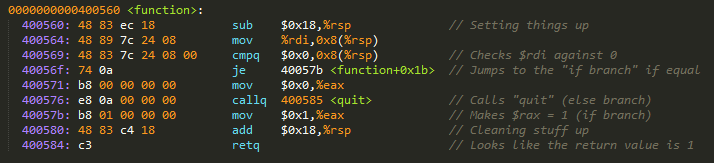 0000000000400560 <function>:
400560: 48 83 ec 18 sub $0x18,%rsp // Setting things up
400564: 48 89 7c 24 08 mov %rdi,0x8(%rsp)
400569: 48 83 7c 24 08 00 cmpq $0x0,0x8(%rsp) // Checks $rdi against 0
40056f: 74 0a je 40057b <function+0x1b> // Jumps to the "if branch" if equal
400571: b8 00 00 00 00 mov $0x0,%eax
400576: e8 0a 00 00 00 callq 400585 <quit> // Calls "quit" (else branch)
40057b: b8 01 00 00 00 mov $0x1,%eax // Makes $rax = 1 (if branch)
400580: 48 83 c4 18 add $0x18,%rsp // Cleaning stuff up
400584: c3 retq // Looks like the return value is 1